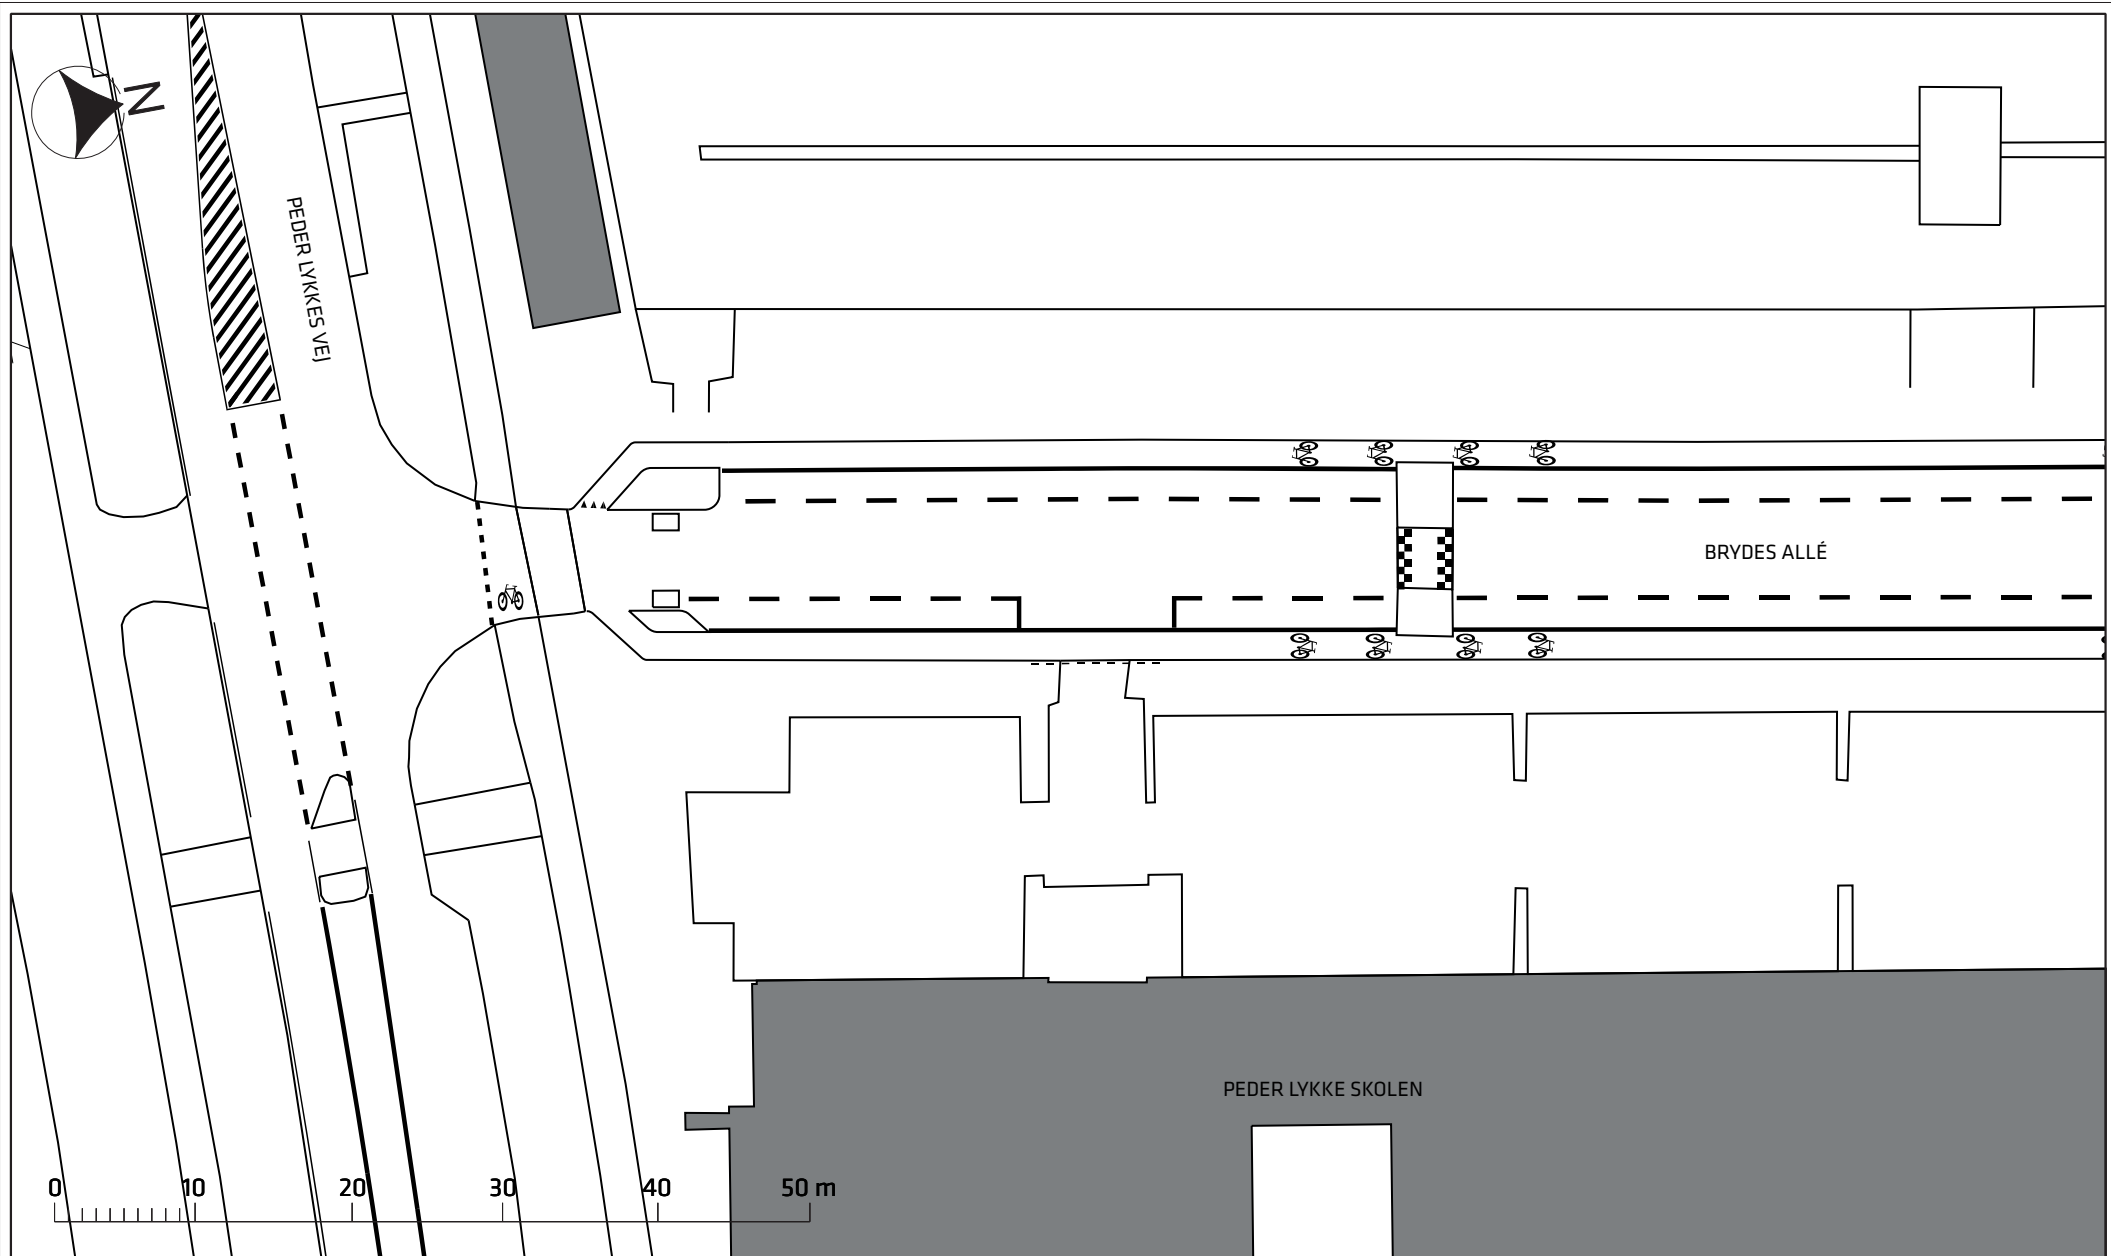 N
PEDER LYKKES VEJ
BRYDES ALLÉ
PEDER LYKKE SKOLEN
0 10 20 30 40 50 m